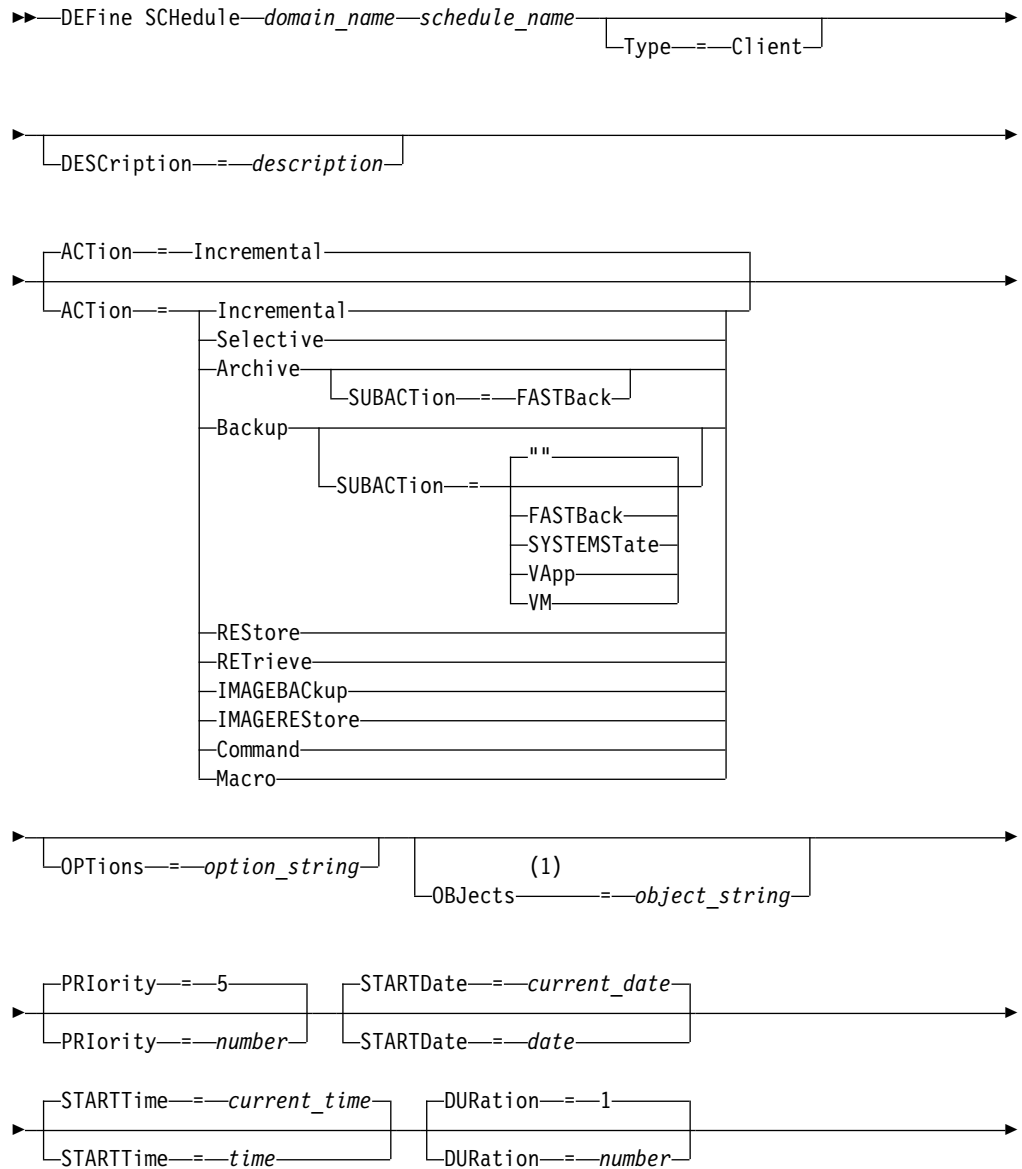 DEFine SCHedule domain_name schedule_name
Type = Client
DESCription = description
ACTion = Incremental
ACTion = Incremental
Selective
Archive
SUBACTion = FASTBack
Backup
""
SUBACTion =
FASTBack
SYSTEMSTate
VApp
VM
REStore
RETrieve
IMAGEBACkup
IMAGEREStore
Command
Macro
OPTions = option_string
(1)
OBJects = object_string
PRIority = 5 STARTDate = current_date
PRIority = number STARTDate = date
STARTTime = current_time DURation = 1
STARTTime = time DURation = number